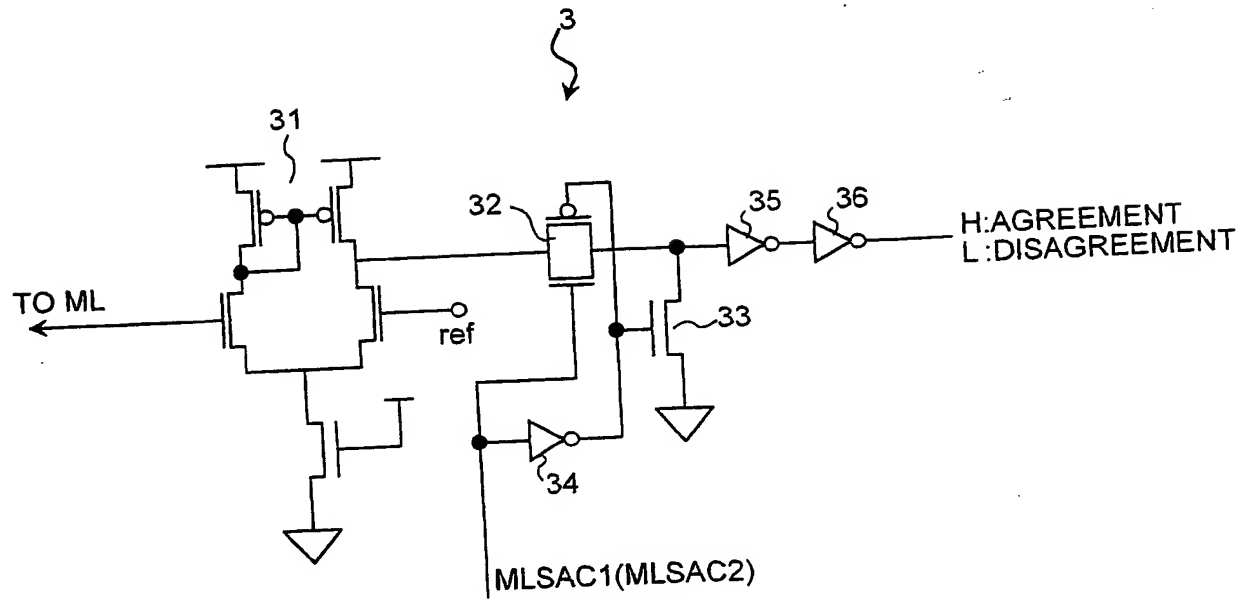 3
31
32
35
36
H:AGREEMENT
L:DISAGREEMENT
TO ML
ref
33
34
MLSAC1(MLSAC2)